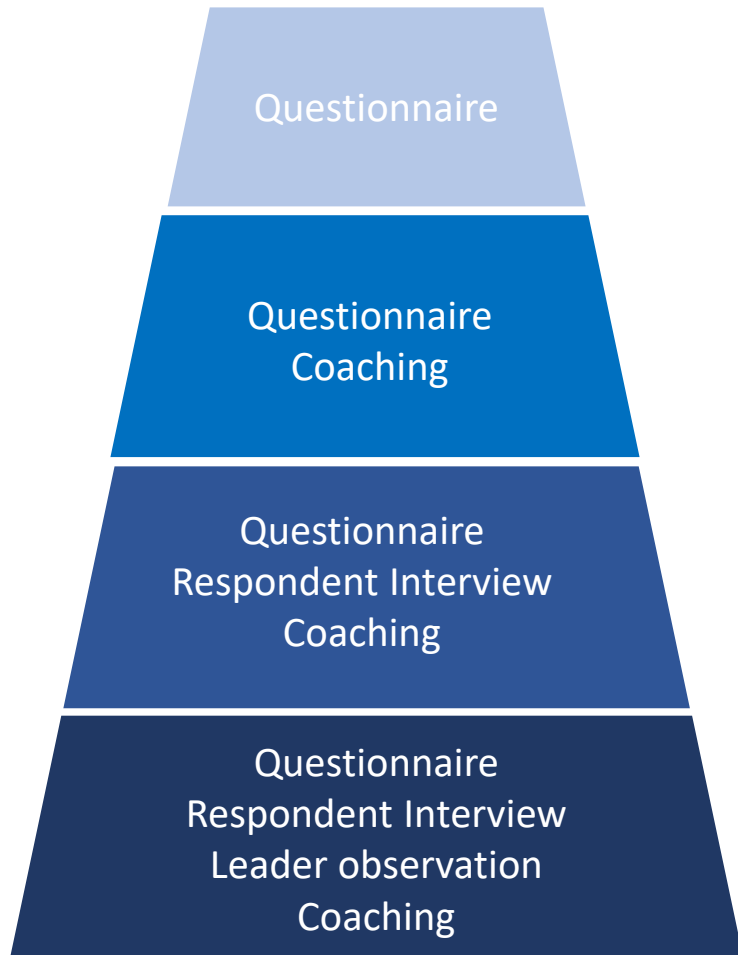 Questionnaire
Questionnaire
Coaching
Questionnaire
Respondent Interview
Coaching
Questionnaire
Respondent Interview
Leader observation
Coaching